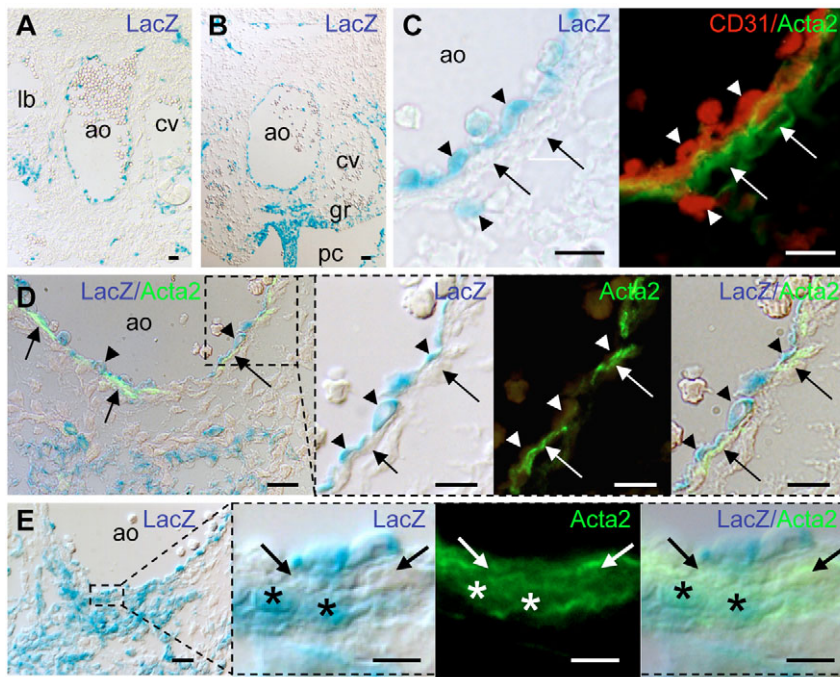 A LacZ
lb
ao
cv
B LacZ
ao
cv
gr
pc
C LacZ
ao
CD31/Acta2
D LacZ/Acta2
ao
LacZ
Acta2
LacZ/Acta2
E LacZ
ao
* *
LacZ
* *
Acta2
* *
LacZ/Acta2